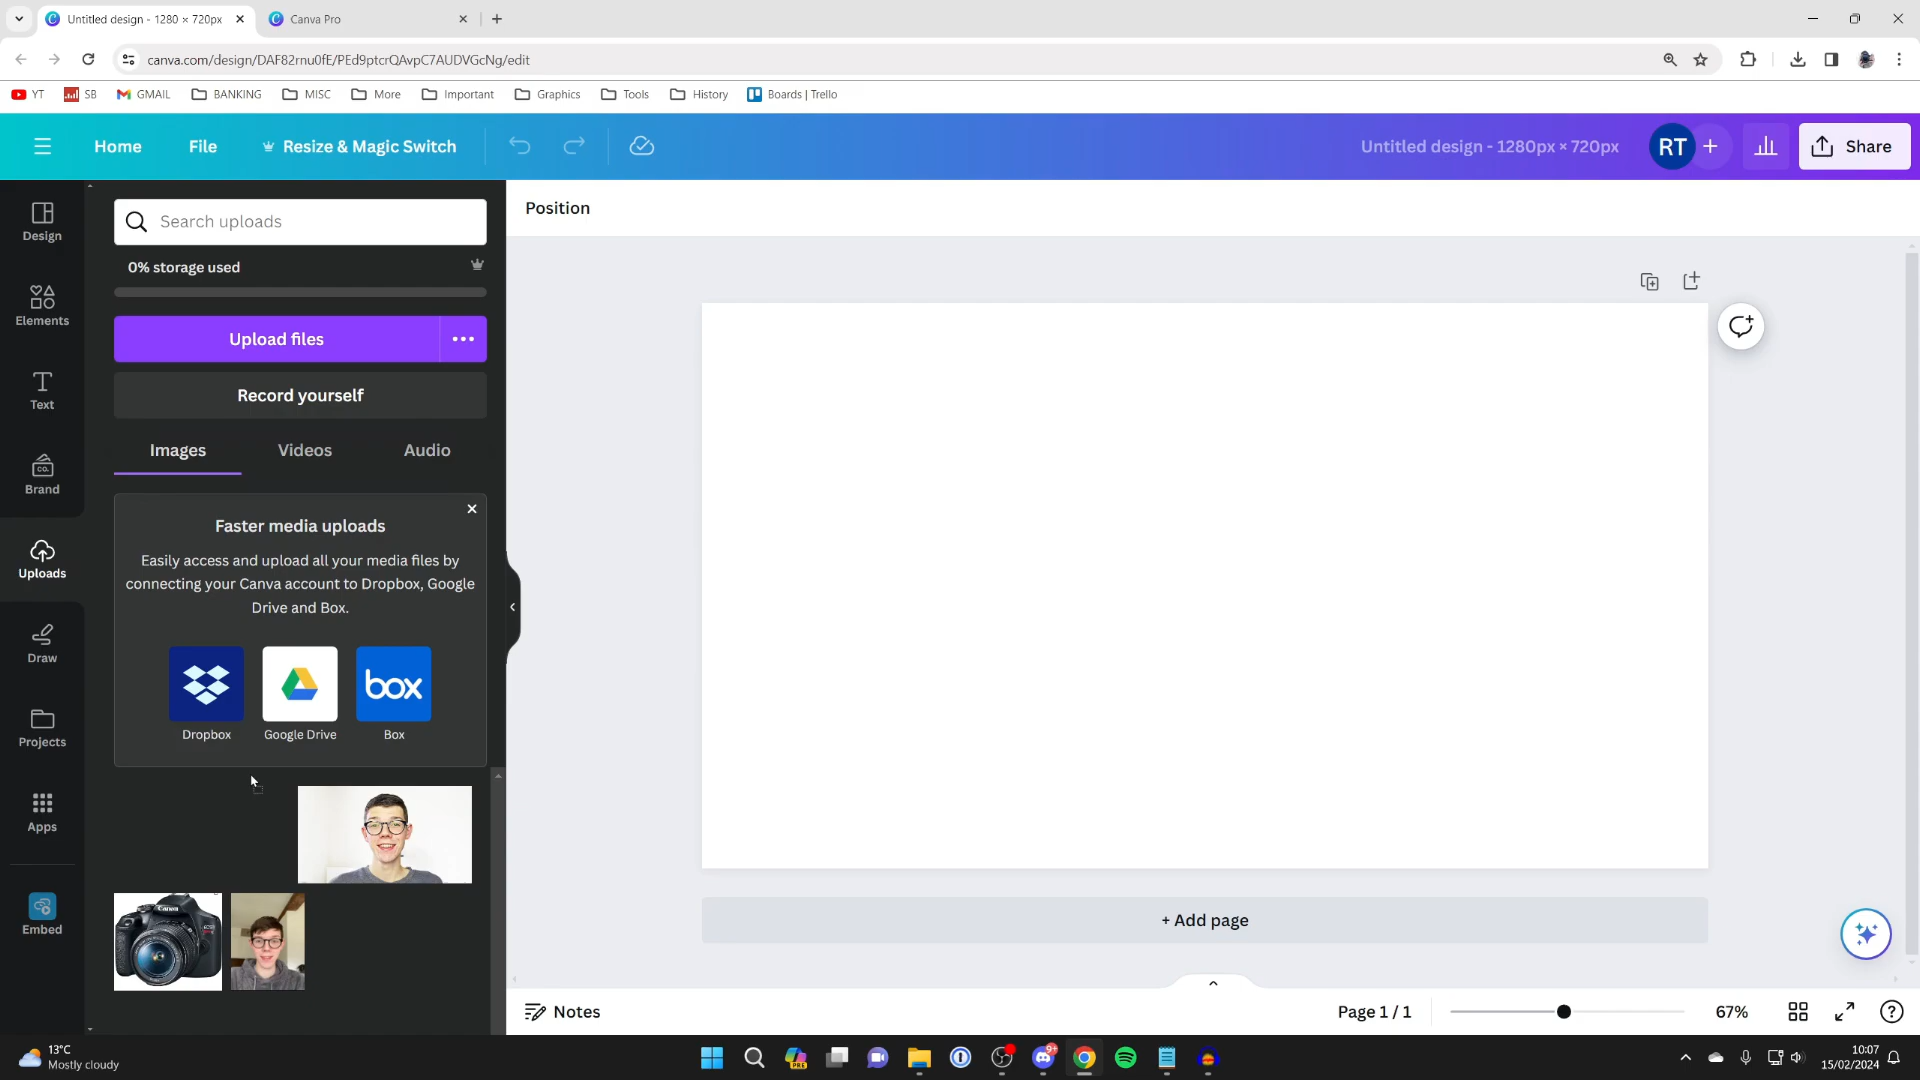 Untitled design - 1280 × 720px
Canva Pro
canva.com/design/DAF82rnu0fE/PEd9ptcrQAvpC7AUDVGcNg/edit
YT
SB
GMAIL
BANKING
MISC
More
Important
Graphics
Tools
History
Boards | Trello
Home
File
Resize & Magic Switch
Untitled design - 1280px × 720px
RT
Share
Design
Elements
Text
Brand
CO.
Uploads
Draw
Projects
Apps
Embed
Search uploads
0% storage used
Upload files
Record yourself
Images
Videos
Audio
Faster media uploads
Easily access and upload all your media files by
connecting your Canva account to Dropbox, Google
Drive and Box.
box
Dropbox
Google Drive
Box
Canon
Position
+ Add page
Notes
Page 1 / 1
67%
13°C
Mostly cloudy
PRE
9+
10:07
15/02/2024